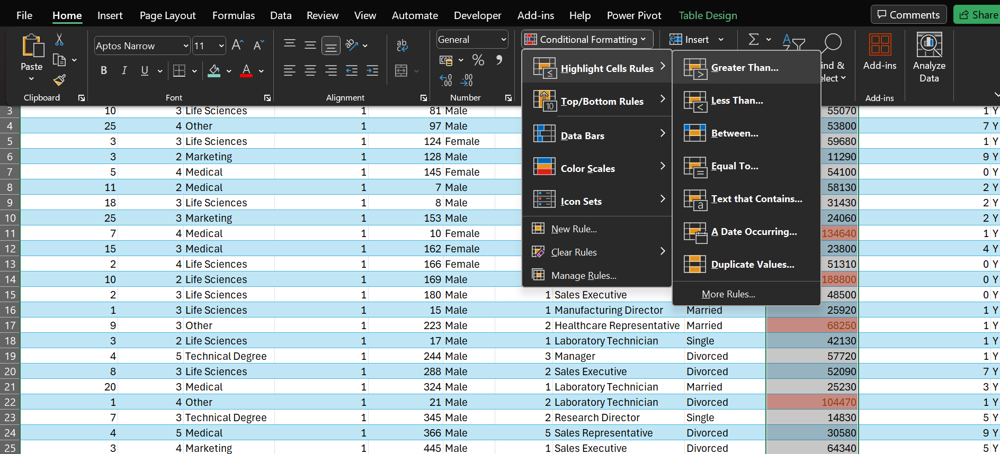 File Home Insert Page Layout Formulas Data Review View Automate Developer Add-ins Help Power Pivot Table Design Comments Share
Aptos Narrow 11 General Conditional Formatting Insert
Paste B I U A ab % Add-ins Analyze Data
Clipboard Font Alignment Number Add-ins
Highlight Cells Rules
Top/Bottom Rules
Data Bars
Color Scales
Icon Sets
New Rule...
Clear Rules
Manage Rules...
Greater Than...
Less Than...
Between...
Equal To...
Text that Contains...
A Date Occurring...
Duplicate Values...
More Rules...
3 10 3 Life Sciences 1 81 Male 55070 1 Y
4 25 4 Other 1 97 Male 53800 7 Y
5 3 3 Life Sciences 1 124 Female 59680 1 Y
6 3 2 Marketing 1 128 Male 11290 9 Y
7 5 4 Medical 1 145 Female 54100 0 Y
8 11 2 Medical 1 7 Male 58130 2 Y
9 18 3 Life Sciences 1 8 Male 31430 2 Y
10 25 3 Marketing 1 153 Male 24060 2 Y
11 7 4 Medical 1 10 Female 134640 1 Y
12 15 3 Medical 1 162 Female 23800 4 Y
13 2 4 Life Sciences 1 166 Female 51310 0 Y
14 10 2 Life Sciences 1 169 Male 188800 0 Y
15 2 3 Life Sciences 1 180 Male 1 Sales Executive 48500 0 Y
16 1 3 Life Sciences 1 15 Male 1 Manufacturing Director Married 25920 1 Y
17 9 3 Other 1 223 Male 2 Healthcare Representative Married 68250 1 Y
18 3 2 Life Sciences 1 17 Male 1 Laboratory Technician Single 42130 1 Y
19 4 5 Technical Degree 1 244 Male 3 Manager Divorced 57720 1 Y
20 8 3 Life Sciences 1 288 Male 2 Sales Executive Divorced 52090 7 Y
21 20 3 Medical 1 324 Male 1 Laboratory Technician Married 25230 3 Y
22 1 4 Other 1 21 Male 2 Laboratory Technician Divorced 104470 1 Y
23 7 3 Technical Degree 1 345 Male 2 Research Director Single 14830 5 Y
24 4 5 Medical 1 366 Male 5 Sales Representative Divorced 30580 9 Y
25 3 4 Marketing 1 445 Male 1 Sales Executive Divorced 64340 5 Y